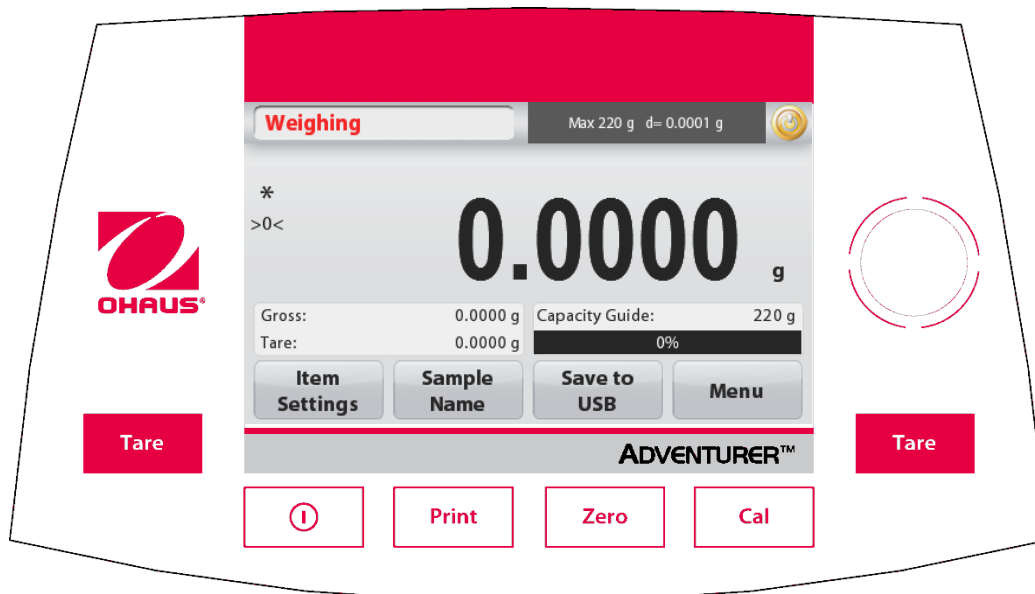 Weighing
Max 220 g d= 0.0001 g
*
>0<
0.0000 g
OHAUS®
Gross: 0.0000 g
Capacity Guide: 220 g
Tare: 0.0000 g
0%
Item
Settings
Sample
Name
Save to
USB
Menu
Tare
Tare
ADVENTURER™
Print
Zero
Cal